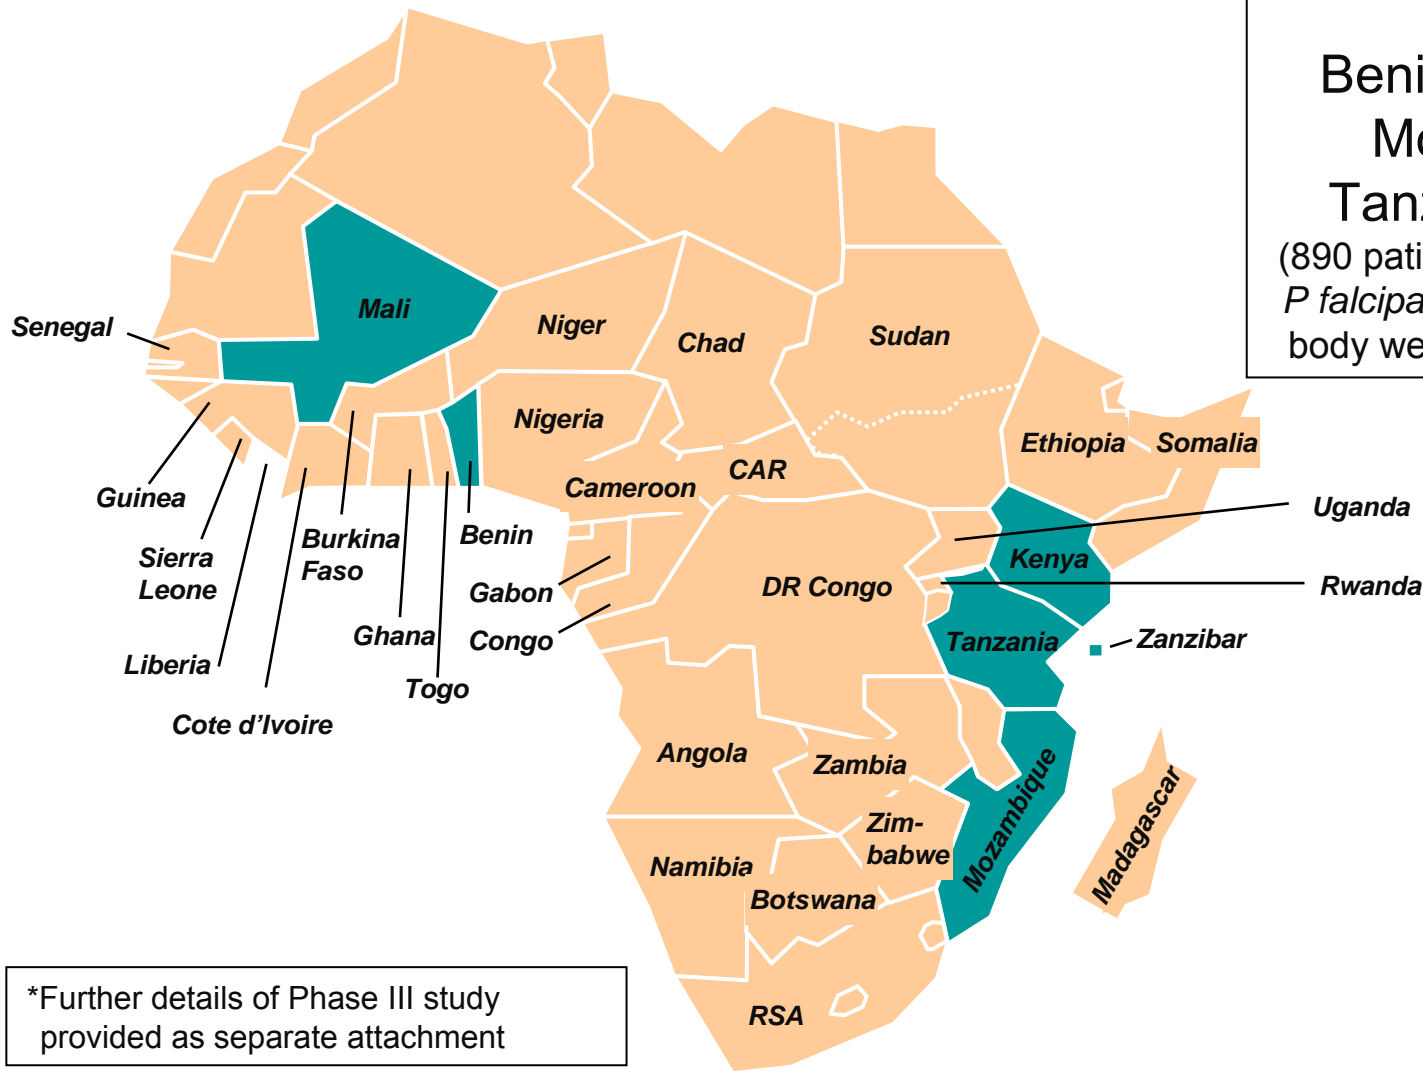 Beni
Mo
Tanz
(890 pati
P falcipa
body we
Mali
Niger
Chad
Sudan
Senegal
Nigeria
Ethiopia
Somalia
CAR
Cameroon
Guinea
Uganda
Sierra
Leone
Burkina
Faso
Benin
Kenya
Gabon
DR Congo
Rwanda
Ghana
Congo
Tanzania
Zanzibar
Liberia
Togo
Cote d’Ivoire
Angola
Zambia
Zim-
babwe
Mozambique
Madagascar
Namibia
Botswana
RSA
*Further details of Phase III study
provided as separate attachment